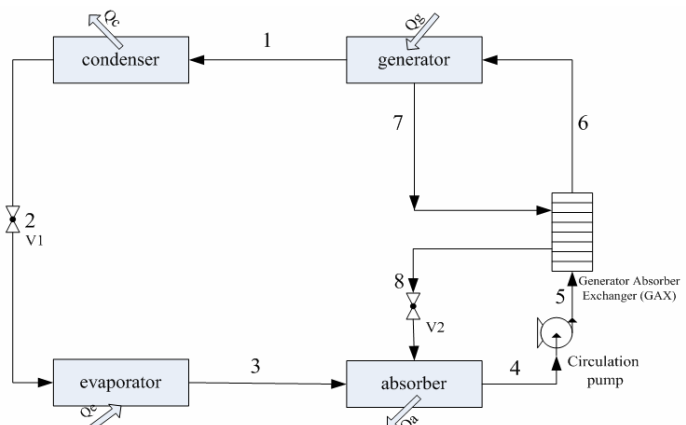 Qc
Qg
condenser
1
generator
7
6
2
V1
8
Generator Absorber
Exchanger (GAX)
5
V2
Circulation
pump
evaporator
3
absorber
4
Qe
Qa